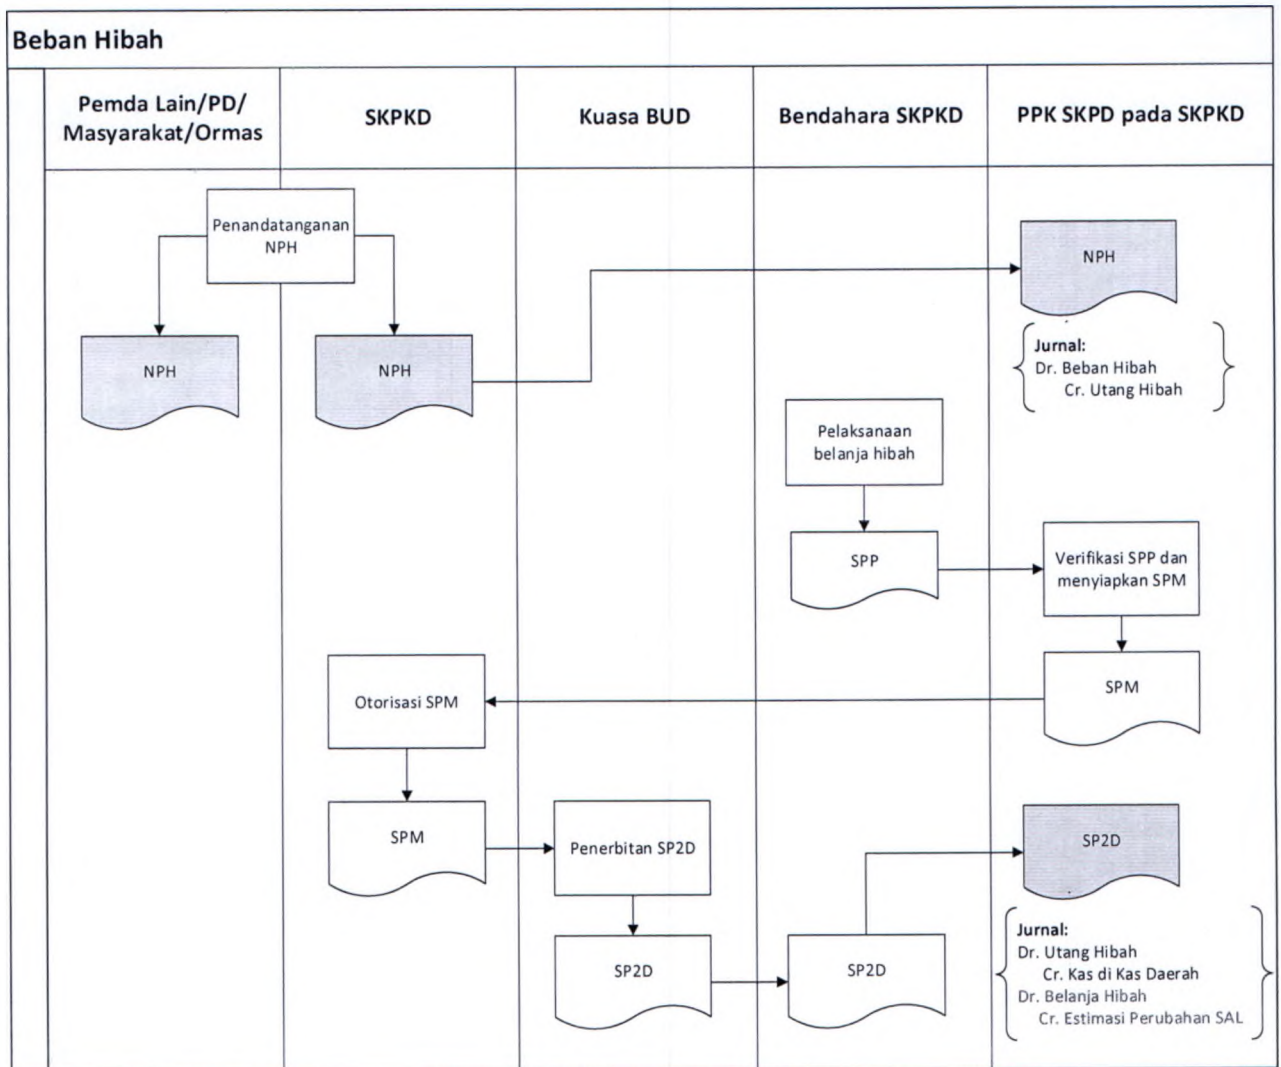 Beban Hibah
Pemda Lain/PD/
Masyarakat/Ormas
SKPKD
Kuasa BUD
Bendahara SKPKD
PPK SKPD pada SKPKD
Penandatanganan
NPH
NPH
NPH
NPH
Jurnal:
Dr. Beban Hibah
Cr. Utang Hibah
Pelaksanaan
belanja hibah
SPP
Verifikasi SPP dan
menyiapkan SPM
SPM
Otorisasi SPM
SPM
Penerbitan SP2D
SP2D
SP2D
SP2D
Jurnal:
Dr. Utang Hibah
Cr. Kas di Kas Daerah
Dr. Belanja Hibah
Cr. Estimasi Perubahan SAL